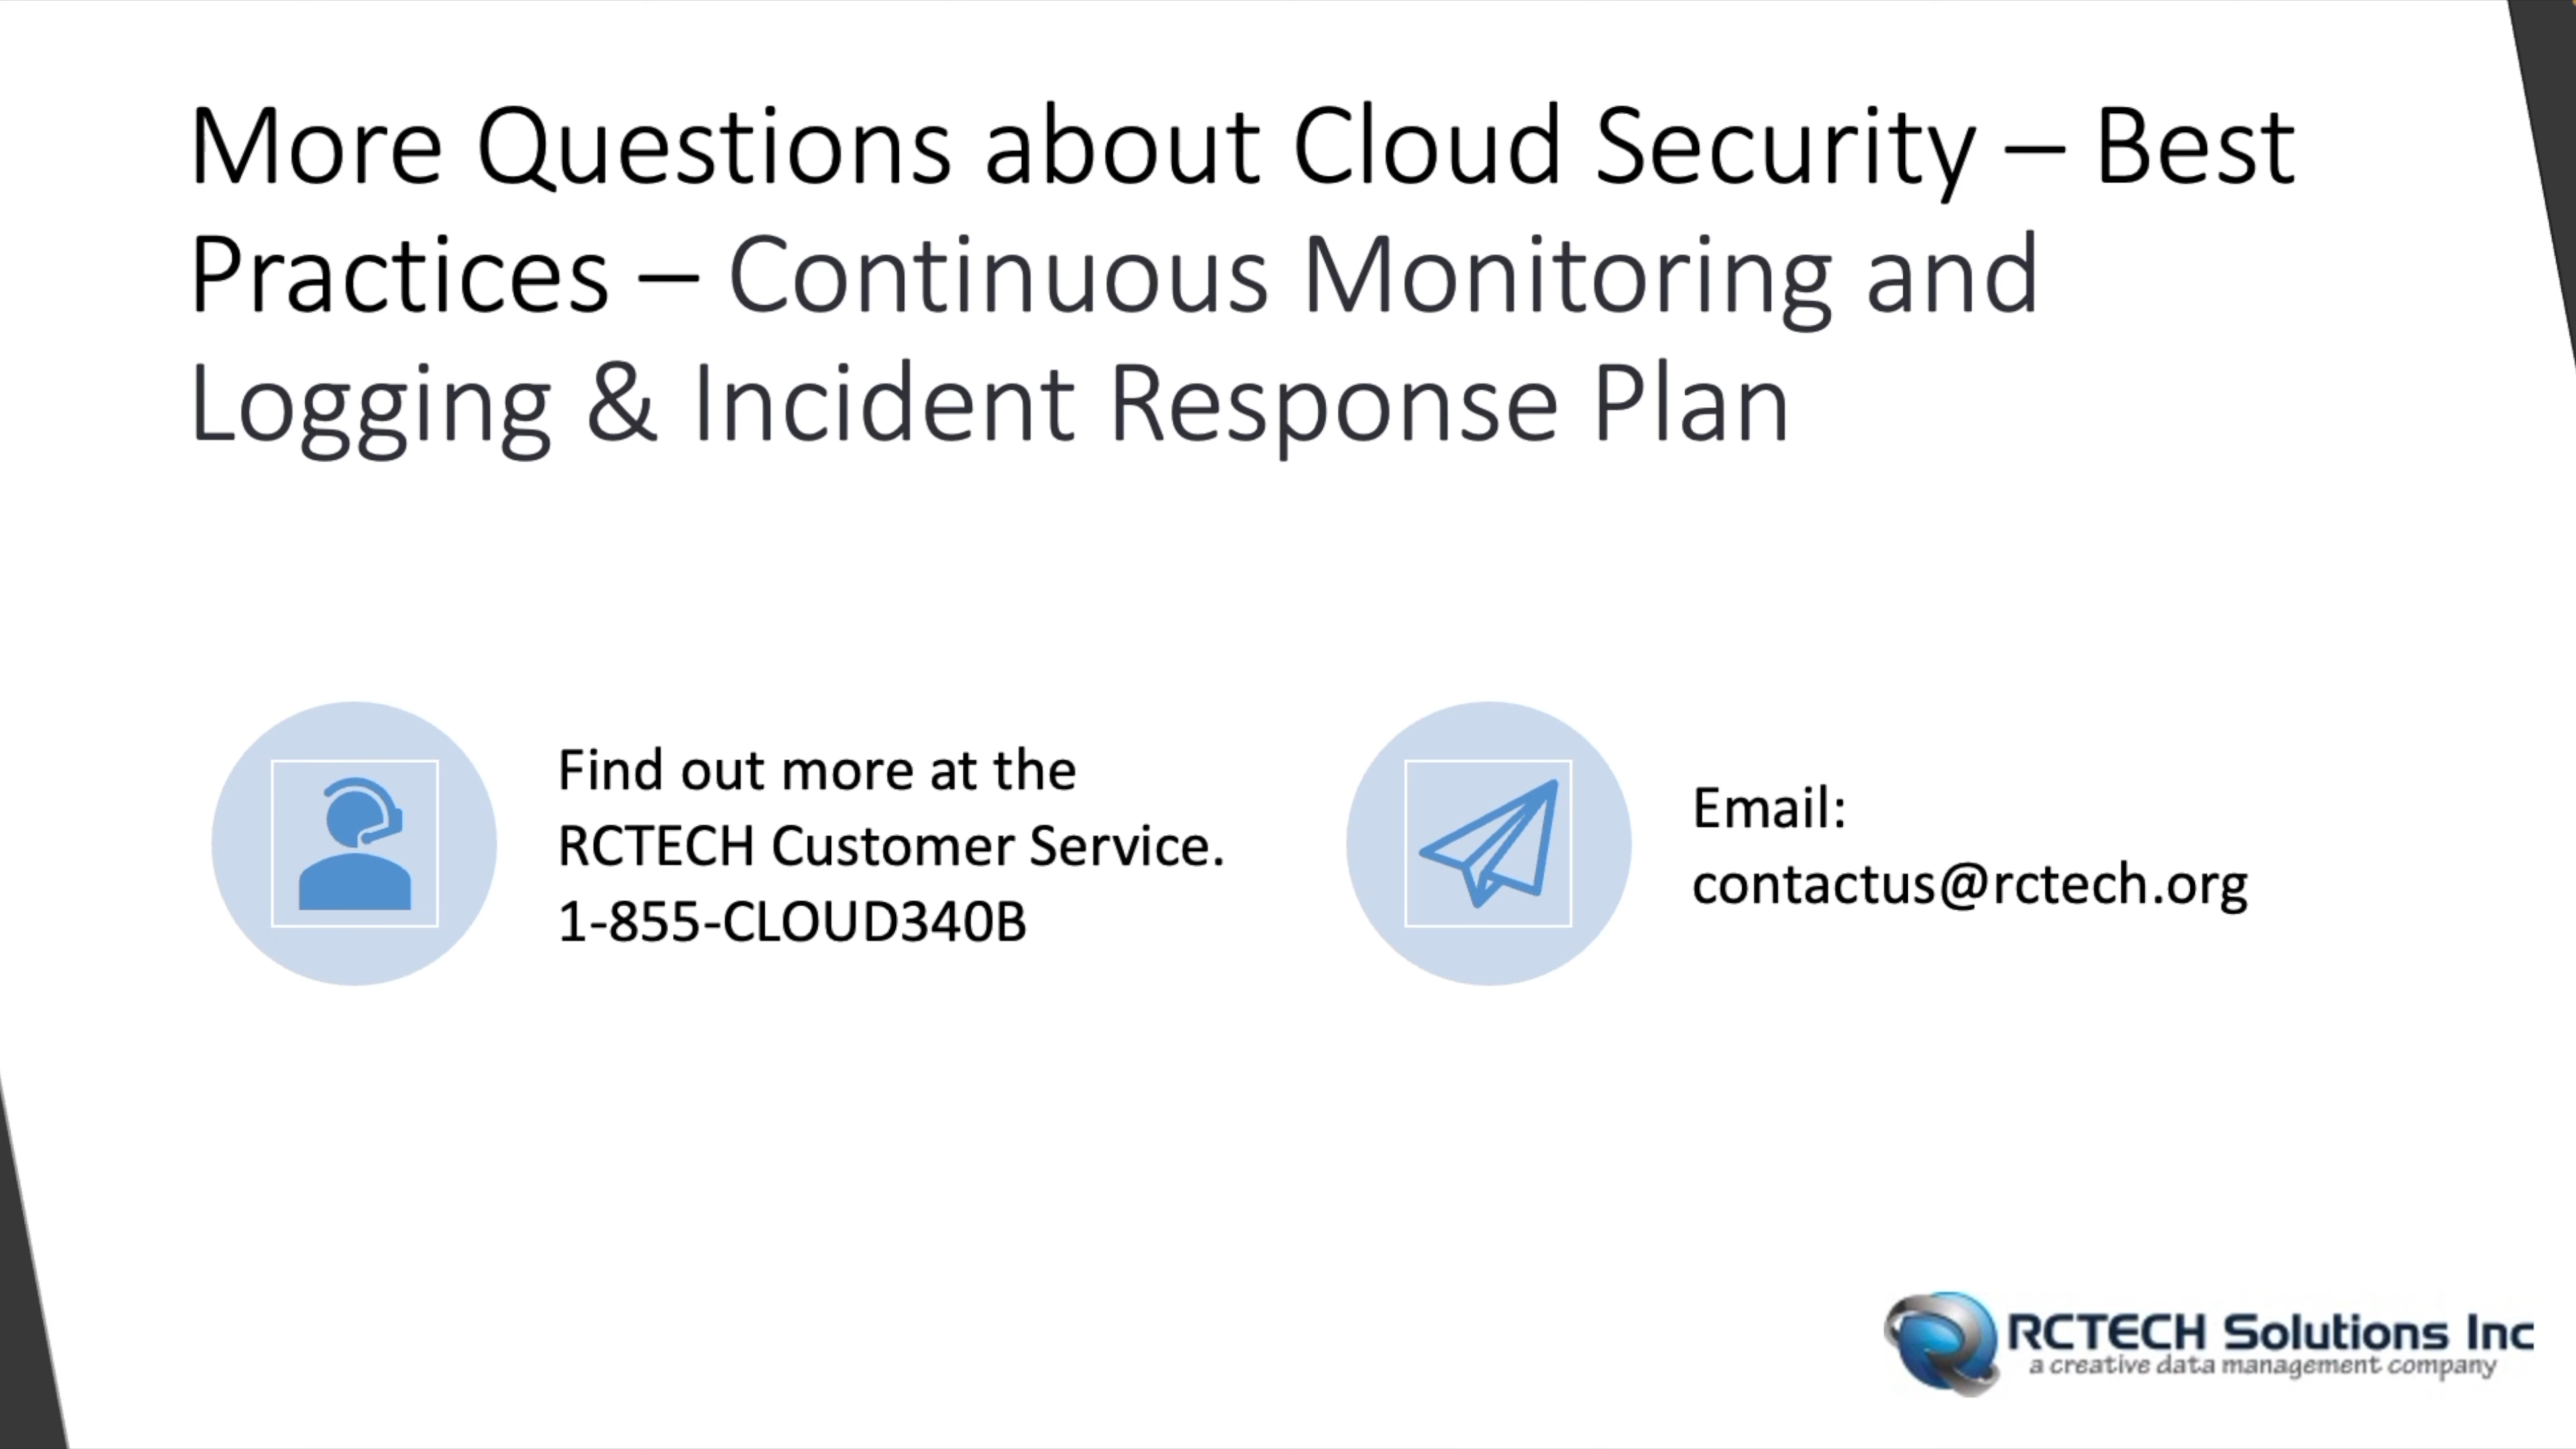 More Questions about Cloud Security – Best
Practices – Continuous Monitoring and
Logging & Incident Response Plan
Find out more at the
RCTECH Customer Service.
1-855-CLOUD340B
Email:
contactus@rctech.org
RCTECH Solutions Inc
a creative data management company